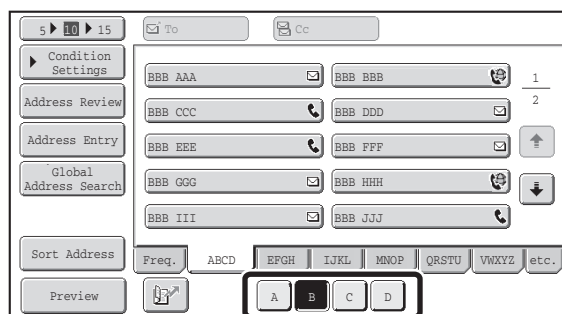 5 10 15
To
Cc
Condition
Settings
Address Review
Address Entry
Global
Address Search
Sort Address
Preview
BBB AAA
BBB BBB
BBB CCC
BBB DDD
BBB EEE
BBB FFF
BBB GGG
BBB HHH
BBB III
BBB JJJ
1
2
Freq. ABCD EFGH IJKL MNOP QRSTU VWXYZ etc.
A B C D